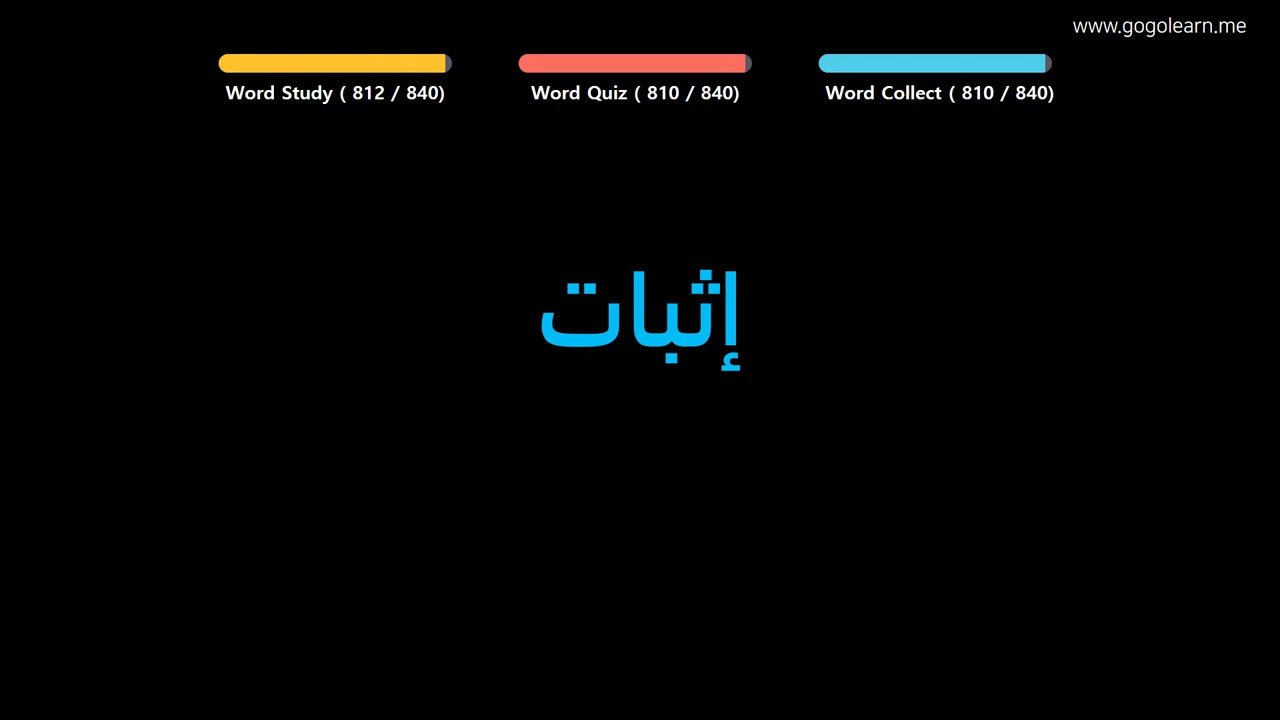 www.gogolearn.me
Word Study ( 812 / 840)
Word Quiz ( 810 / 840)
Word Collect ( 810 / 840)
إثبات